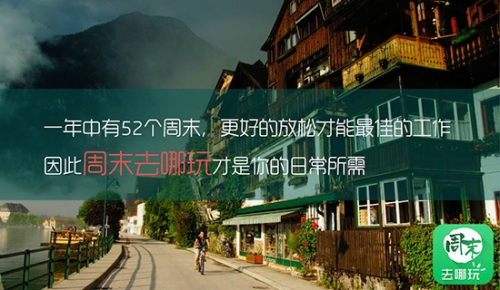 一年中有52个周末，更好的放松才能最佳的工作
因此周末去哪玩才是你的日常所需
周末
去哪玩